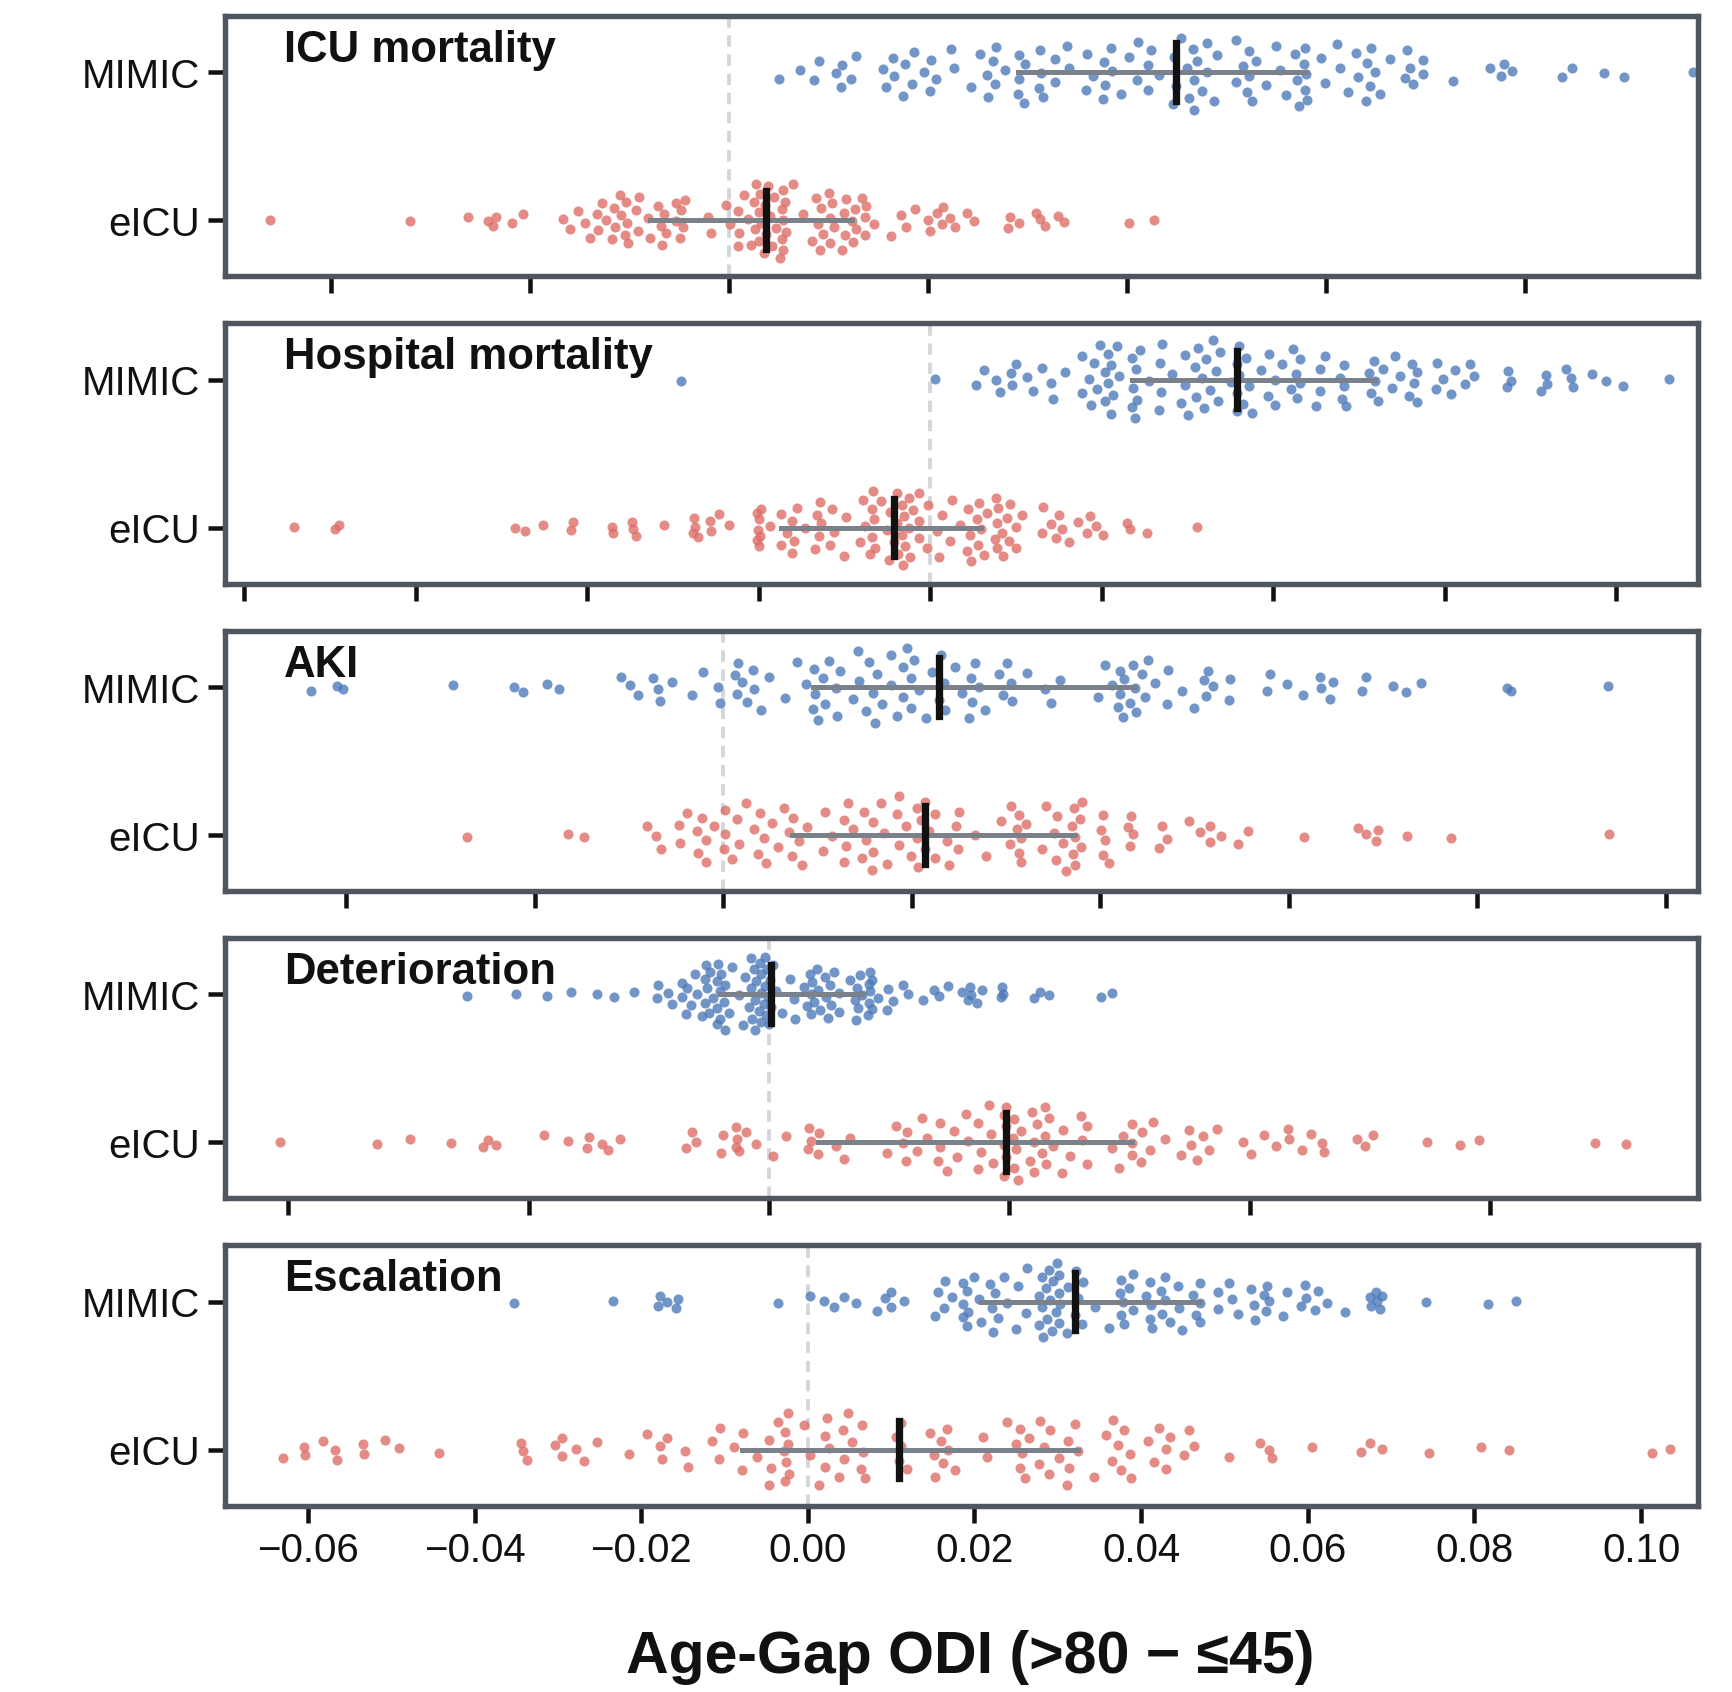 ICU mortality
MIMIC
eICU
Hospital mortality
MIMIC
eICU
AKI
MIMIC
eICU
Deterioration
MIMIC
eICU
Escalation
MIMIC
eICU
−0.06 −0.04 −0.02 0.00 0.02 0.04 0.06 0.08 0.10
Age-Gap ODI (>80 − ≤45)